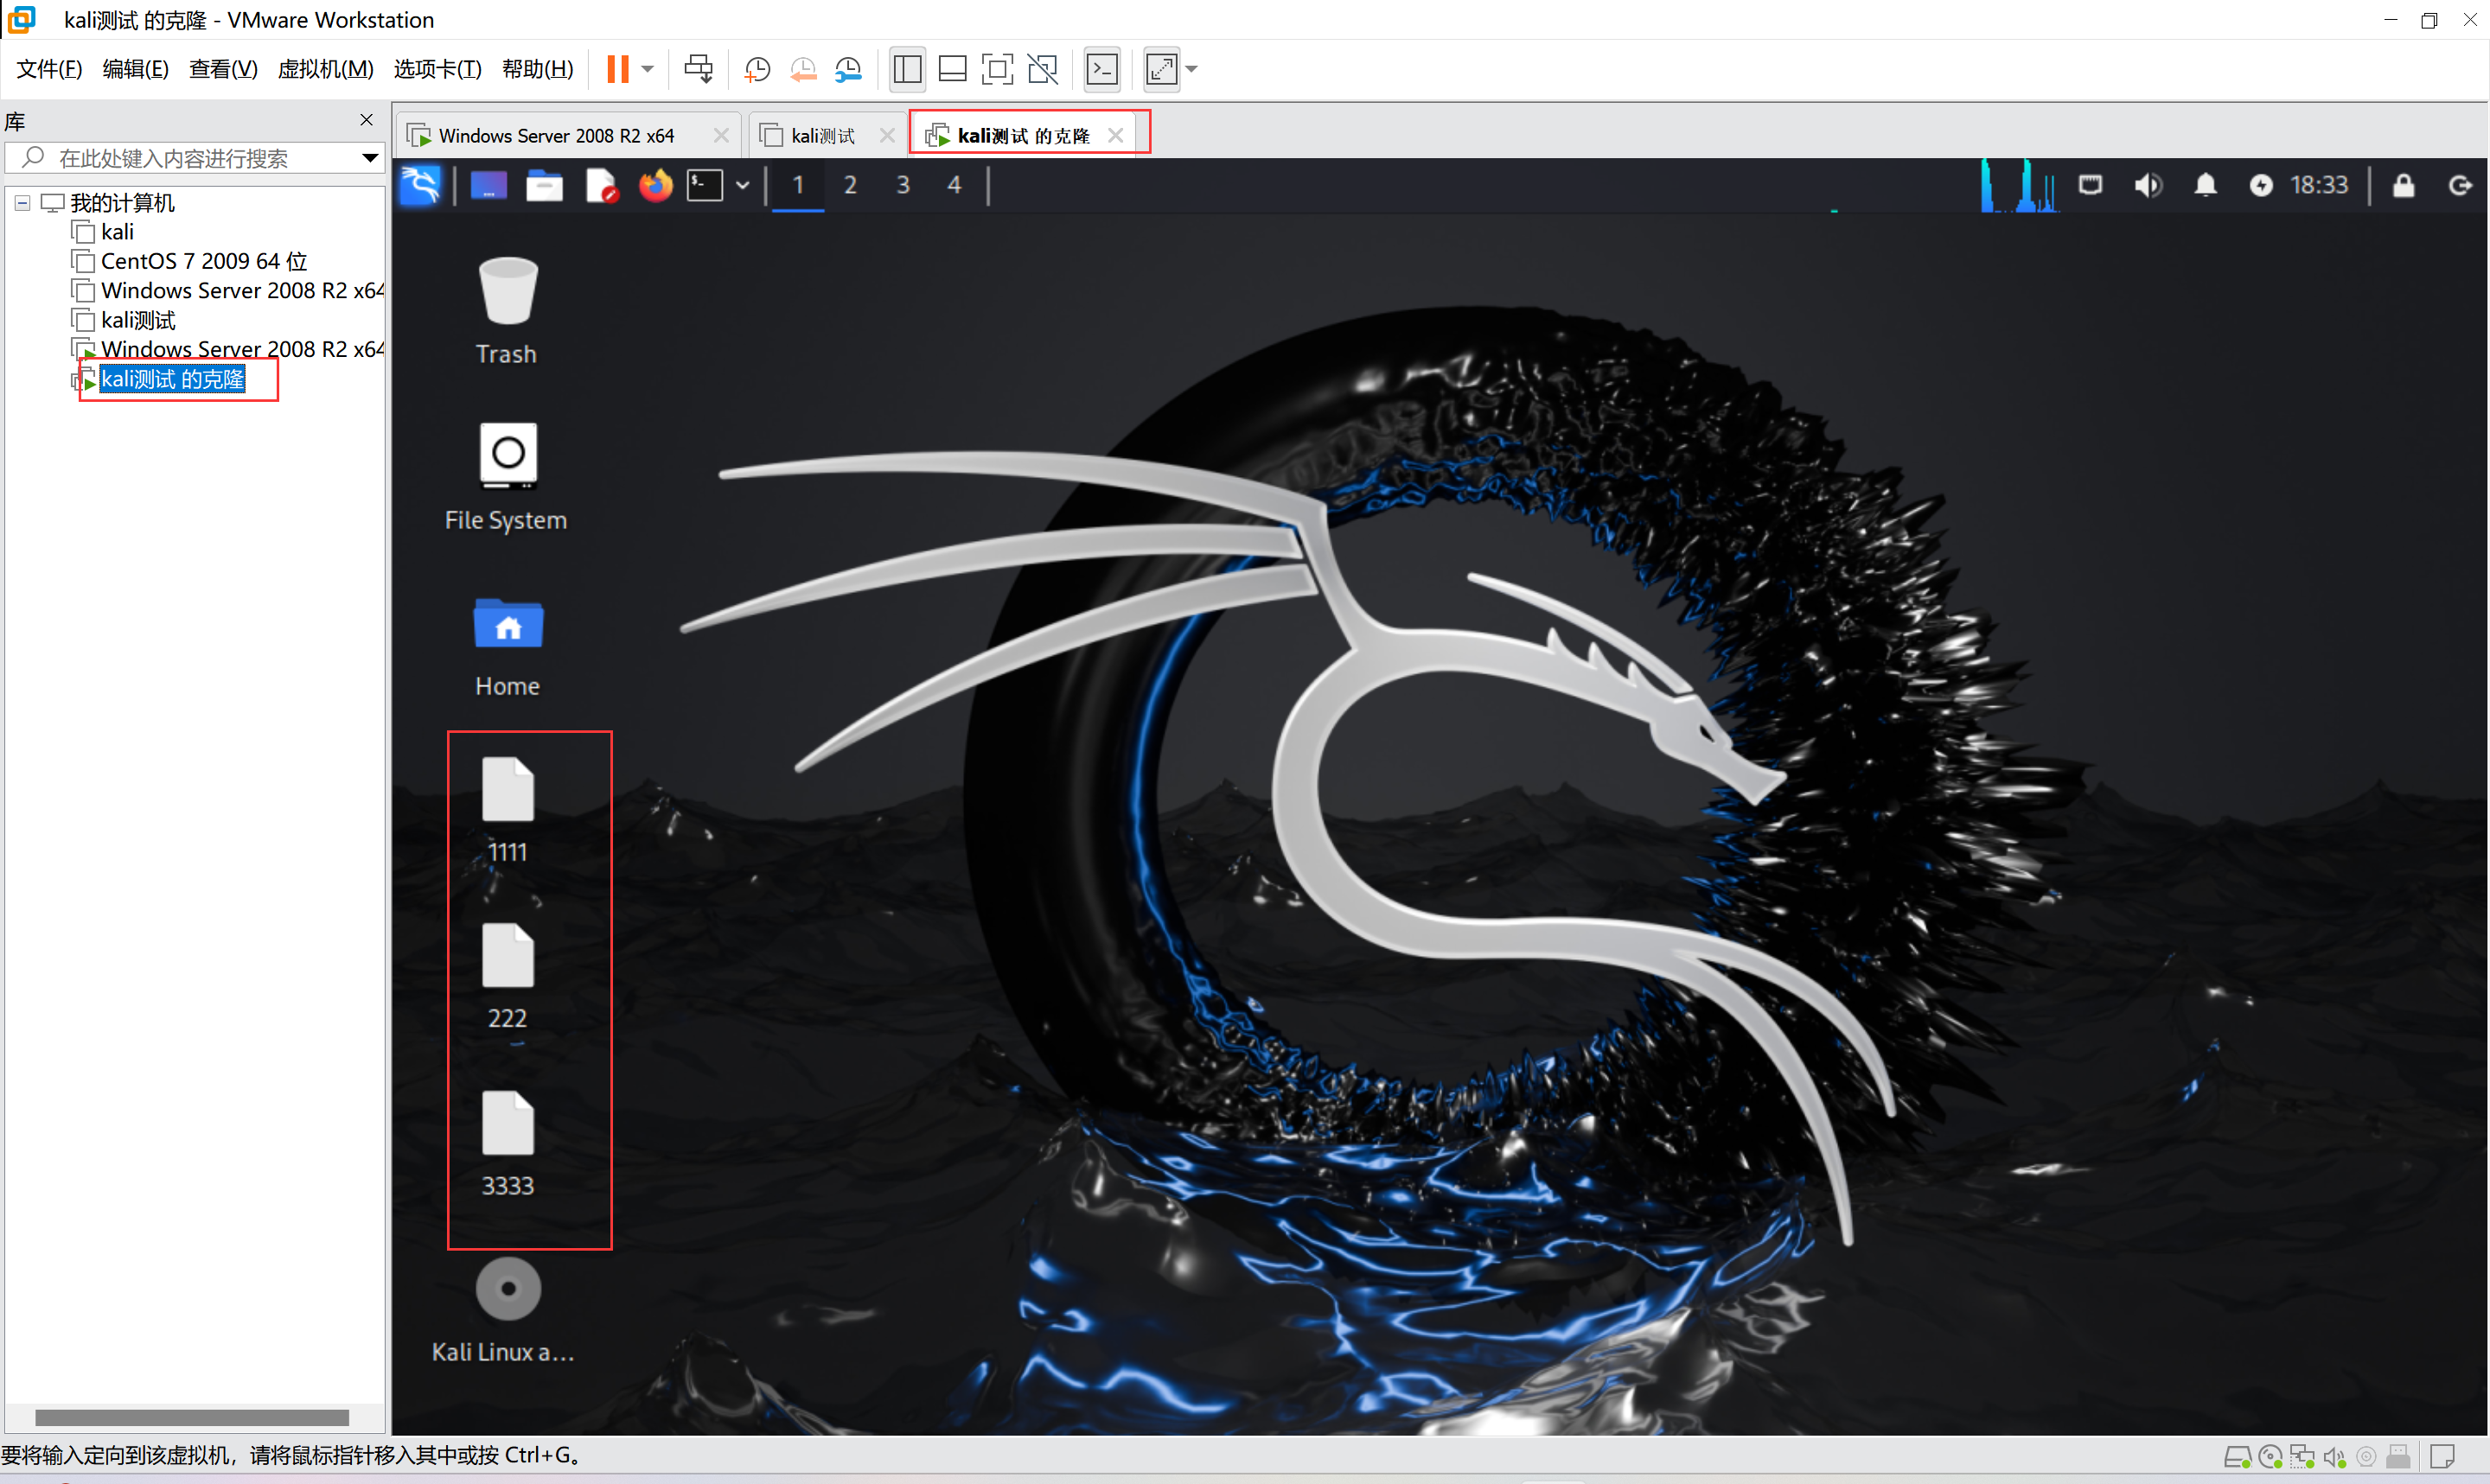 kali测试 的克隆 - VMware Workstation
文件(F) 编辑(E) 查看(V) 虚拟机(M) 选项卡(T) 帮助(H)
库
在此处键入内容进行搜索
我的计算机
kali
CentOS 7 2009 64 位
Windows Server 2008 R2 x64
kali测试
Windows Server 2008 R2 x64
kali测试 的克隆
Windows Server 2008 R2 x64
kali测试
kali测试 的克隆
1 2 3 4
18:33
Trash
File System
Home
1111
222
3333
Kali Linux a...
要将输入定向到该虚拟机，请将鼠标指针移入其中或按 Ctrl+G。